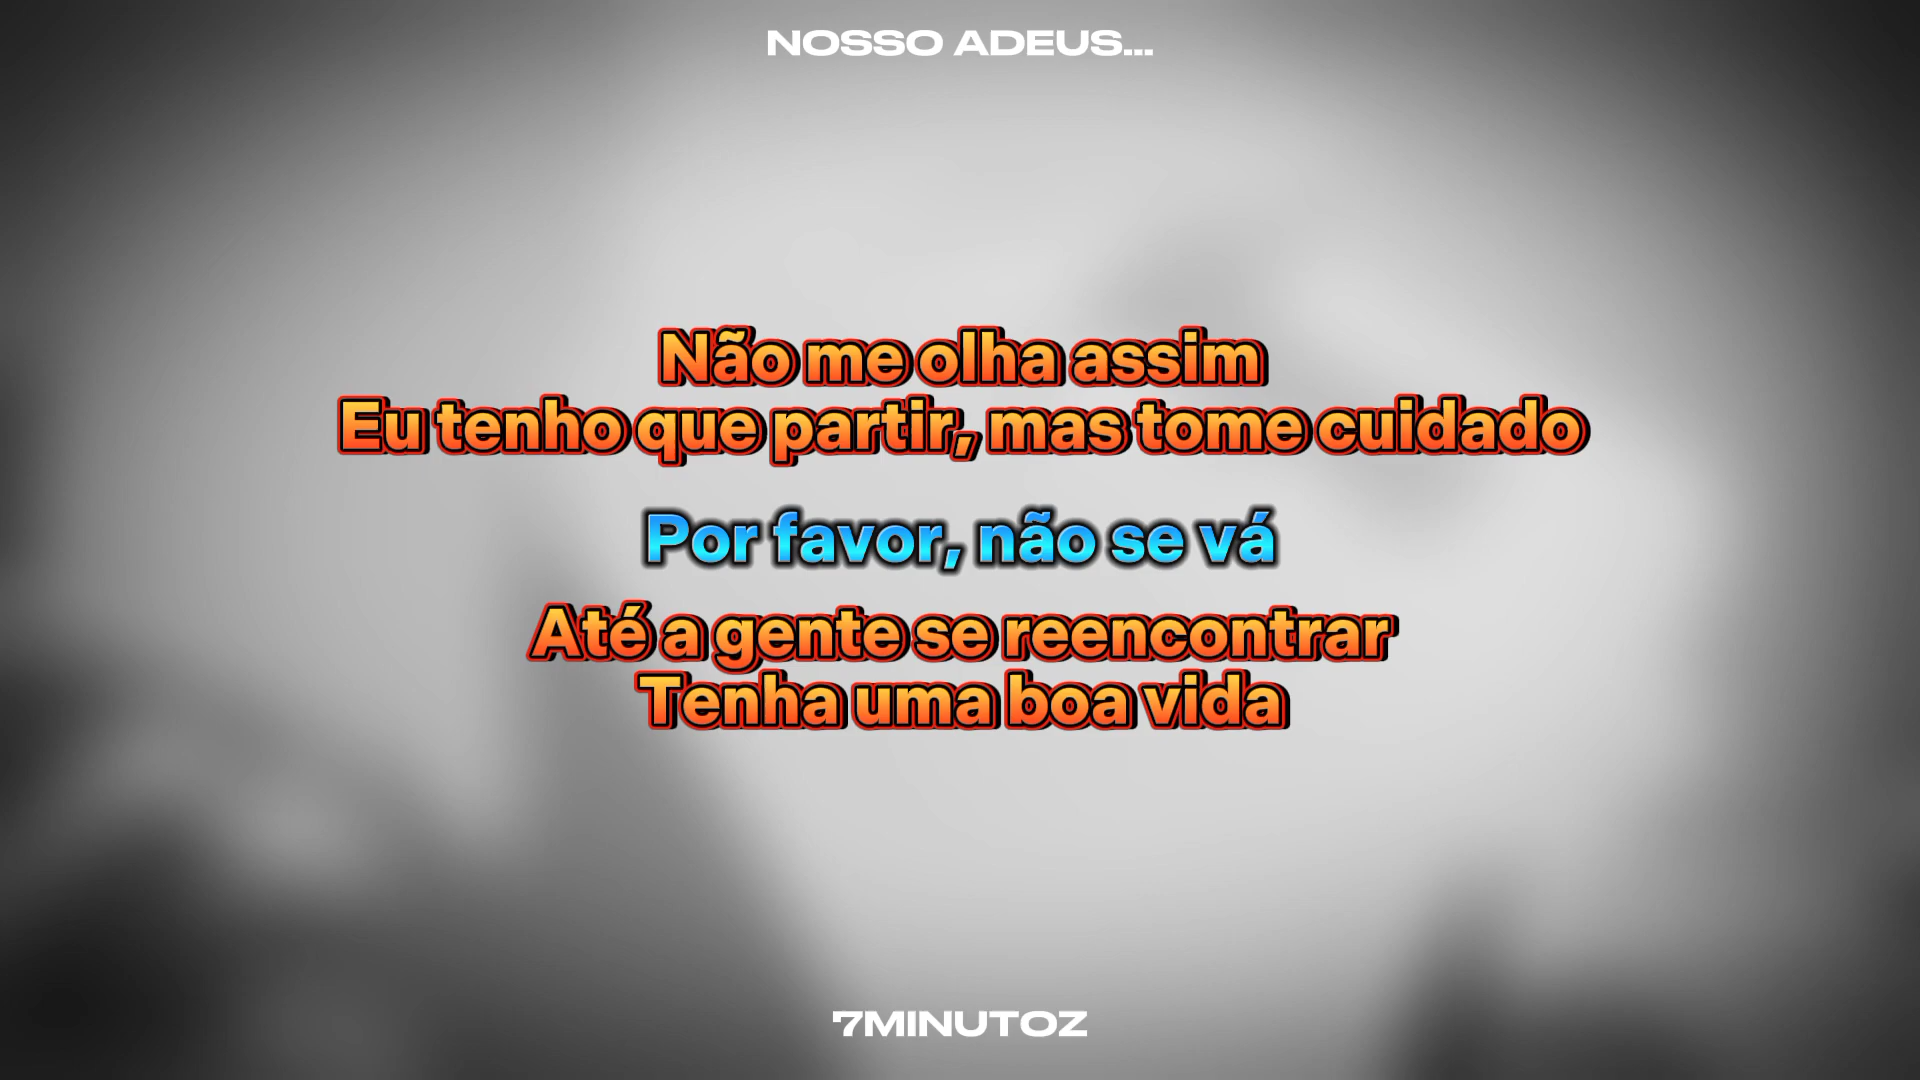 NOSSO ADEUS...
Não me olha assim
Eu tenho que partir, mas tome cuidado
Por favor, não se vá
Até a gente se reencontrar
Tenha uma boa vida
7MINUTOZ